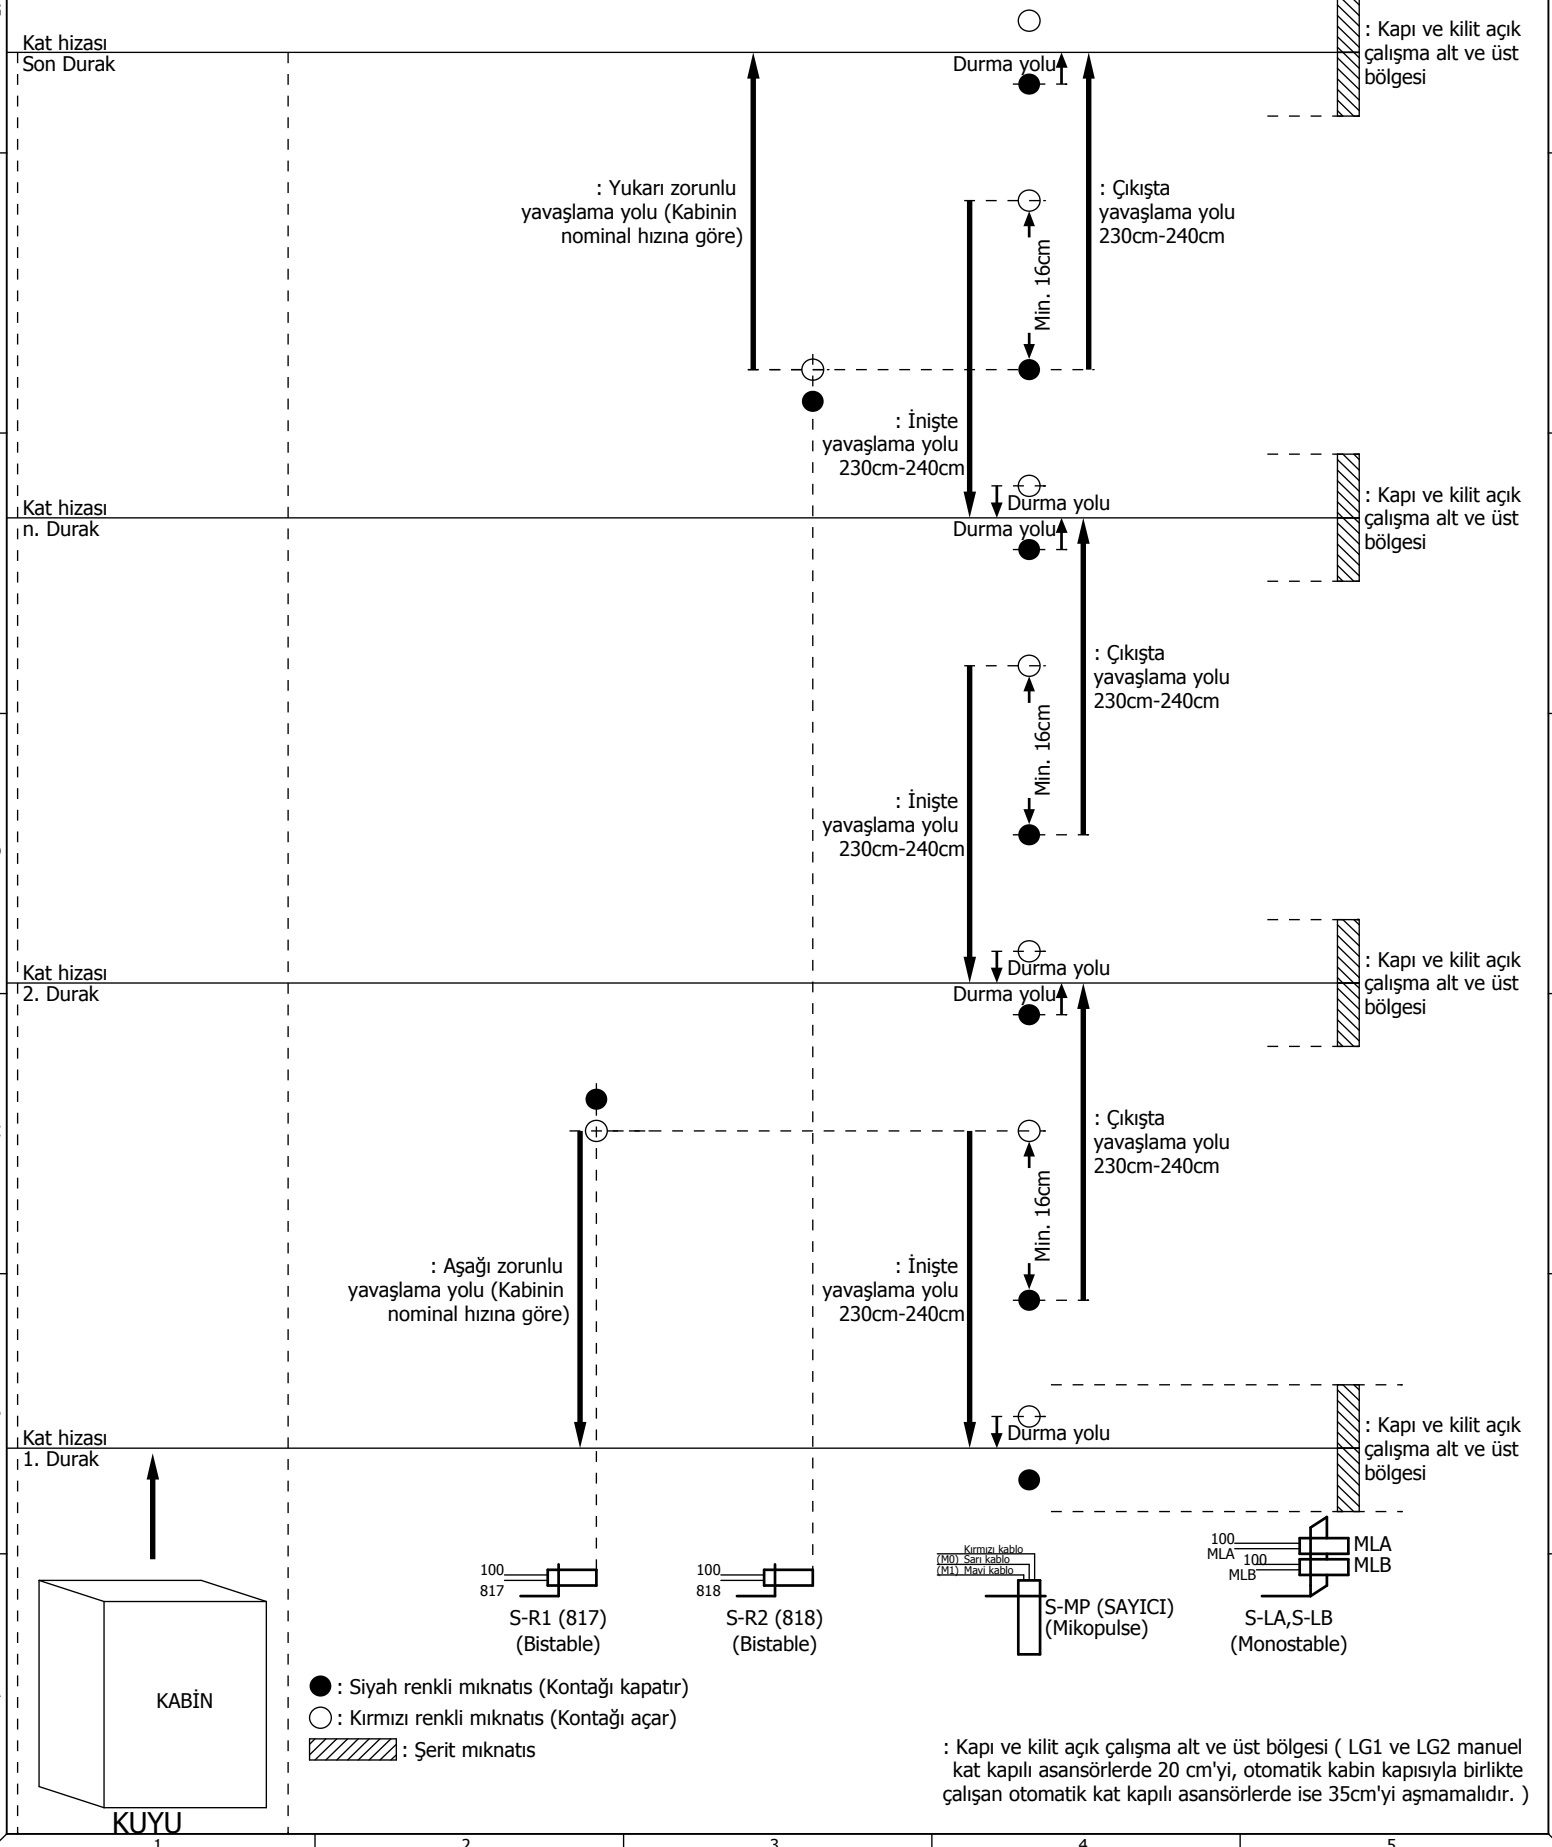 Kat hizası
Son Durak
Durma yolu
: Kapı ve kilit açık
çalışma alt ve üst
bölgesi
: Yukarı zorunlu
yavaşlama yolu (Kabinin
nominal hızına göre)
: Çıkışta
yavaşlama yolu
230cm-240cm
Min. 16cm
: İnişte
yavaşlama yolu
230cm-240cm
Kat hizası
n. Durak
Durma yolu
Durma yolu
: Kapı ve kilit açık
çalışma alt ve üst
bölgesi
: Çıkışta
yavaşlama yolu
230cm-240cm
Min. 16cm
: İnişte
yavaşlama yolu
230cm-240cm
Kat hizası
2. Durak
Durma yolu
Durma yolu
: Kapı ve kilit açık
çalışma alt ve üst
bölgesi
: Çıkışta
yavaşlama yolu
230cm-240cm
Min. 16cm
: Aşağı zorunlu
yavaşlama yolu (Kabinin
nominal hızına göre)
: İnişte
yavaşlama yolu
230cm-240cm
Kat hizası
1. Durak
Durma yolu
: Kapı ve kilit açık
çalışma alt ve üst
bölgesi
100
817
S-R1 (817)
(Bistable)
100
818
S-R2 (818)
(Bistable)
Kırmızı kablo
(M0) Sarı kablo
(M1) Mavi kablo
S-MP (SAYICI)
(Mikopulse)
100
MLA
100
MLB
MLA
MLB
S-LA,S-LB
(Monostable)
KABİN
KUYU
: Siyah renkli mıknatıs (Kontağı kapatır)
: Kırmızı renkli mıknatıs (Kontağı açar)
: Şerit mıknatıs
: Kapı ve kilit açık çalışma alt ve üst bölgesi ( LG1 ve LG2 manuel
kat kapılı asansörlerde 20 cm'yi, otomatik kabin kapısıyla birlikte
çalışan otomatik kat kapılı asansörlerde ise 35cm'yi aşmamalıdır. )
1
2
3
4
5